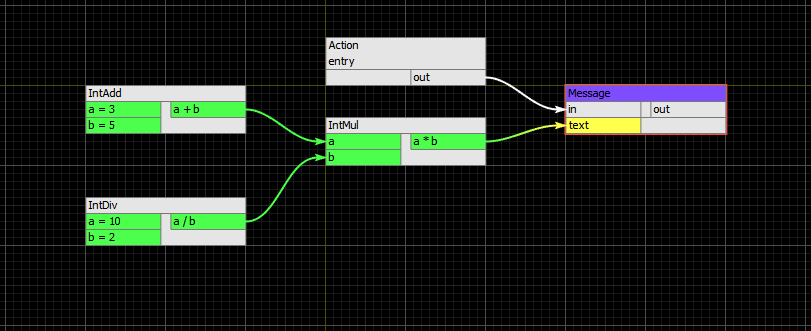 Action
entry
out
IntAdd
a = 3
a + b
b = 5
Message
in
out
text
IntMul
a
a * b
b
IntDiv
a = 10
a / b
b = 2